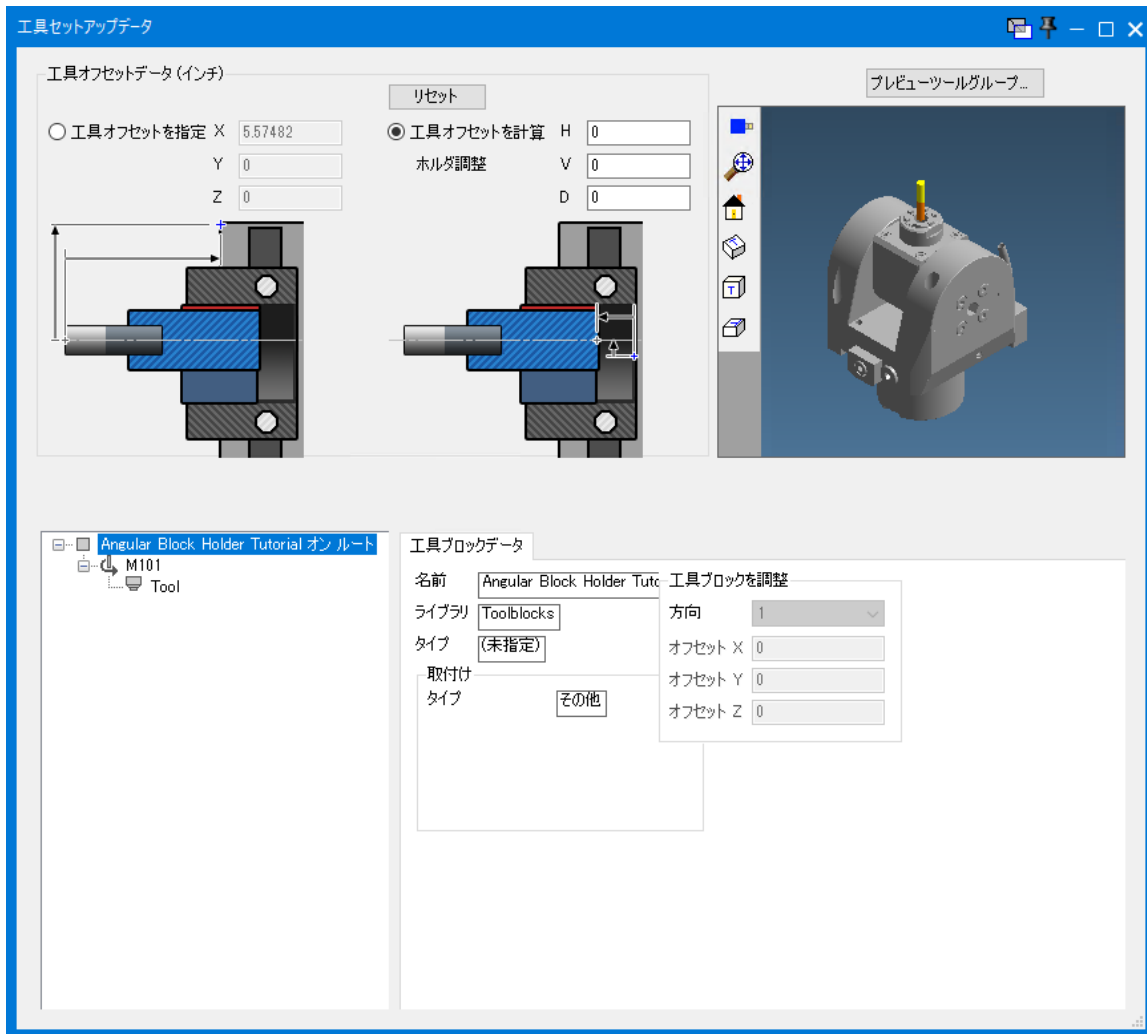 工具セットアップデータ
工具オフセットデータ (インチ)
リセット
プレビューツールグループ...
工具オフセットを指定 X 5.57482
Y 0
Z 0
工具オフセットを計算 H 0
ホルダ調整 V 0
D 0
T
Angular Block Holder Tutorial オン ルート
M101
Tool
工具ブロックデータ
名前 Angular Block Holder Tuto
ライブラリ Toolblocks
タイプ (未指定)
取付け
タイプ その他
工具ブロックを調整
方向 1
オフセット X 0
オフセット Y 0
オフセット Z 0